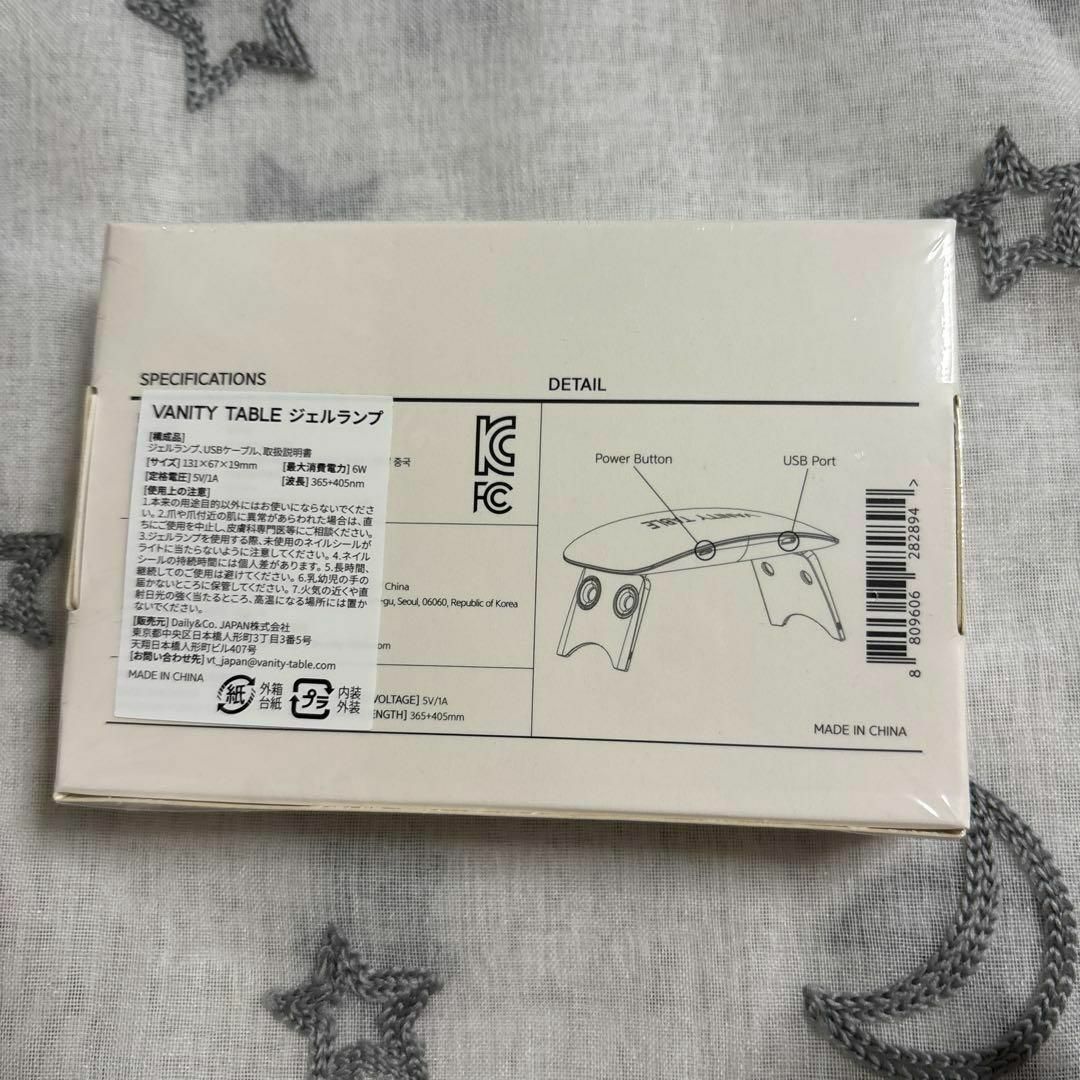 SPECIFICATIONS
VANITY TABLE ジェルランプ
[構成品]
ジェルランプ、USBケーブル、取扱説明書
[サイズ] 131×67×19mm [最大消費電力] 6W
[定格電圧] 5V/1A [波長] 365+405nm
[使用上の注意]
1.本来の用途目的以外にはお使いにならないでくださ
い。2.爪や爪付近の肌に異常があらわれた場合は、直
ちにご使用を中止し、皮膚科専門医等にご相談ください。
3.ジェルランプを使用する際、未使用のネイルシールが
ライトに当たらないように注意してください。4.ネイル
シールの持続時間には個人差があります。5.長時間、
継続してのご使用は避けてください。6.乳幼児の手の
届かないところに保管してください。7.火気の近くや直
射日光の強く当たるところ、高温になる場所には置か
ないでください。
[販売元] Daily&Co. JAPAN株式会社
東京都中央区日本橋人形町3丁目3番5号
天翔日本橋人形町ビル407号
[お問い合わせ先] vt_japan@vanity-table.com
MADE IN CHINA
紙 外箱 台紙 プラ 内装 外装
중국
KC
FC
China
-gu, Seoul, 06060, Republic of Korea
om
VOLTAGE] 5V/1A
ENGTH] 365+405nm
DETAIL
Power Button
USB Port
VANITY TABLE
8 809606 282894 >
MADE IN CHINA